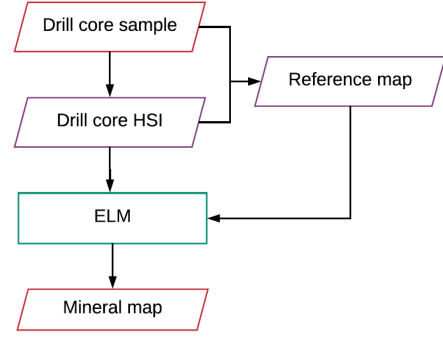 Drill core sample
Reference map
Drill core HSI
ELM
Mineral map